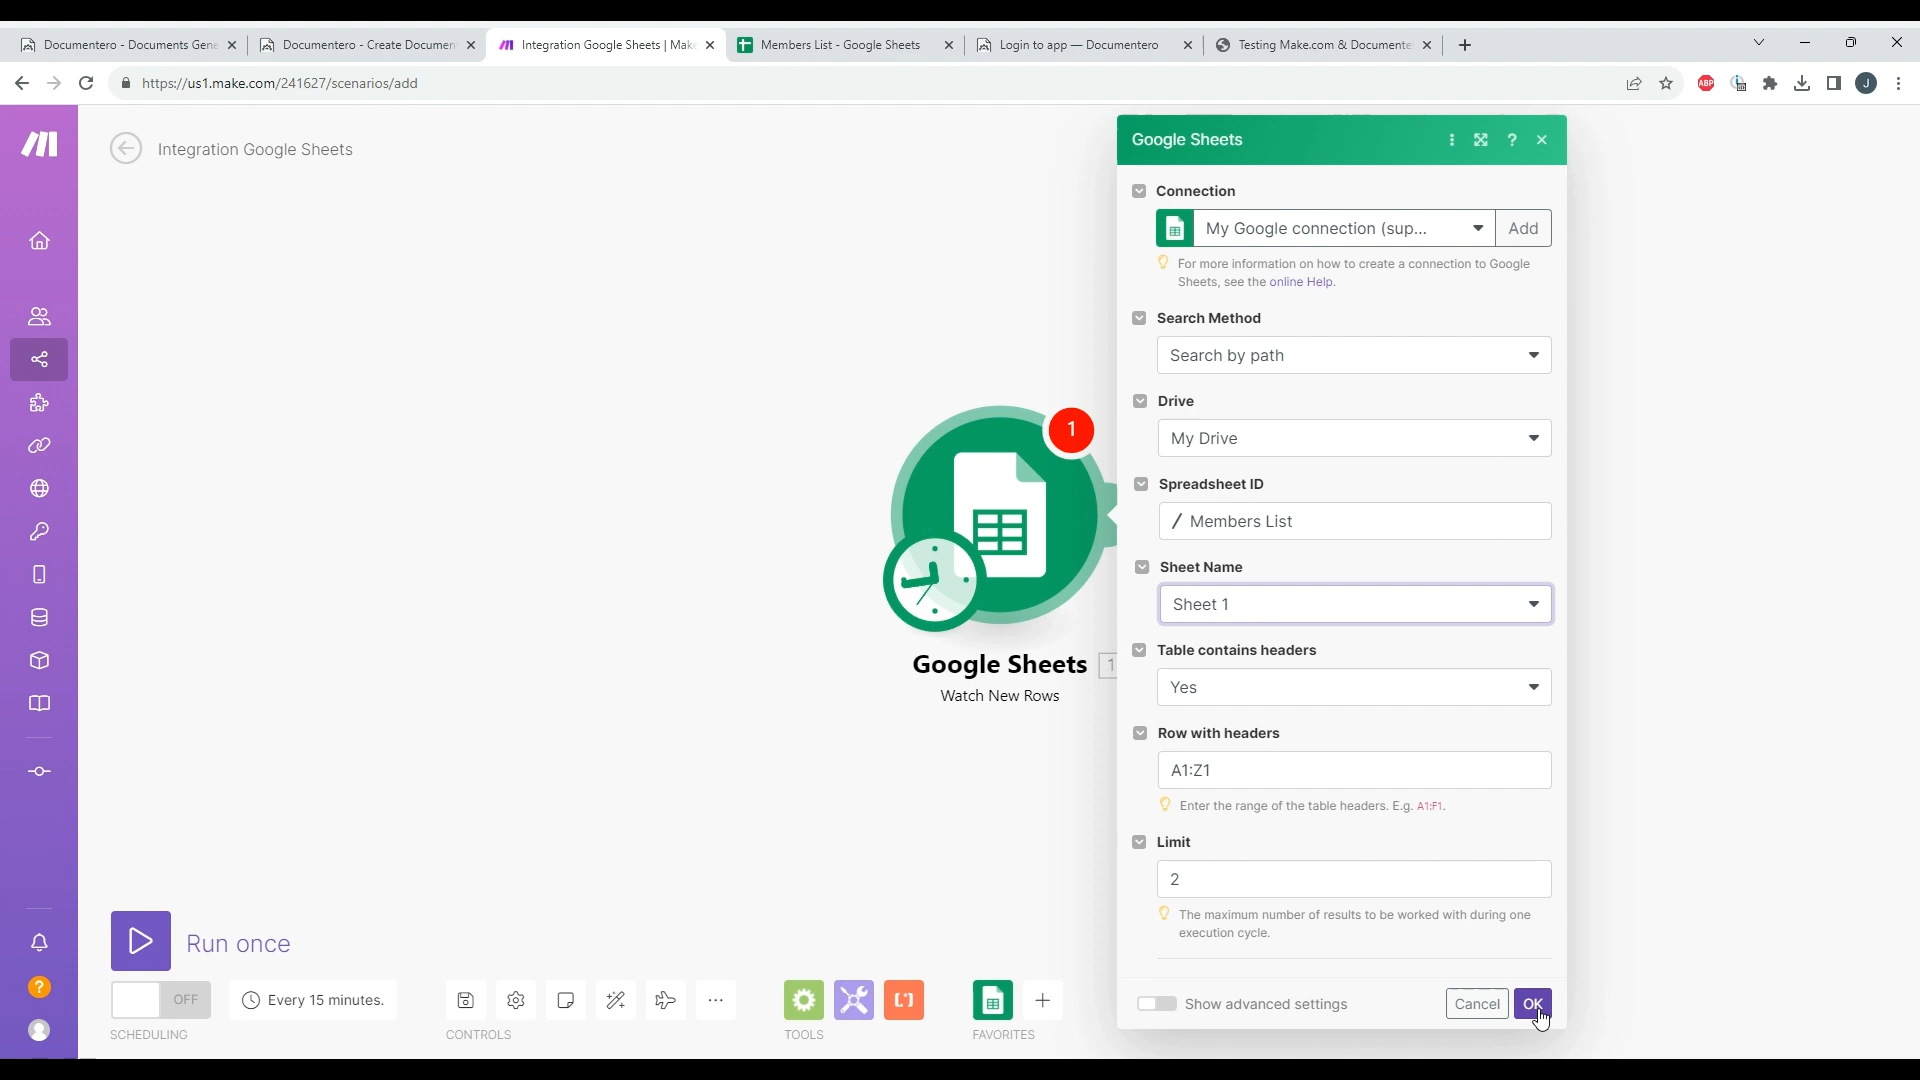 Documentero - Documents Gene
Documentero - Create Document
Integration Google Sheets | Make
Members List - Google Sheets
Login to app — Documentero
Testing Make.com & Documente
https://us1.make.com/241627/scenarios/add
ABP
J
Integration Google Sheets
Google Sheets
?
Connection
My Google connection (sup...
Add
For more information on how to create a connection to Google
Sheets, see the online Help.
Search Method
Search by path
Drive
My Drive
Spreadsheet ID
/ Members List
Sheet Name
Sheet 1
Table contains headers
Yes
Row with headers
A1:Z1
Enter the range of the table headers. E.g. A1:F1.
Limit
2
The maximum number of results to be worked with during one
execution cycle.
Show advanced settings
Cancel
OK
1
Google Sheets
1
Watch New Rows
Run once
OFF
Every 15 minutes.
SCHEDULING
CONTROLS
TOOLS
FAVORITES
?